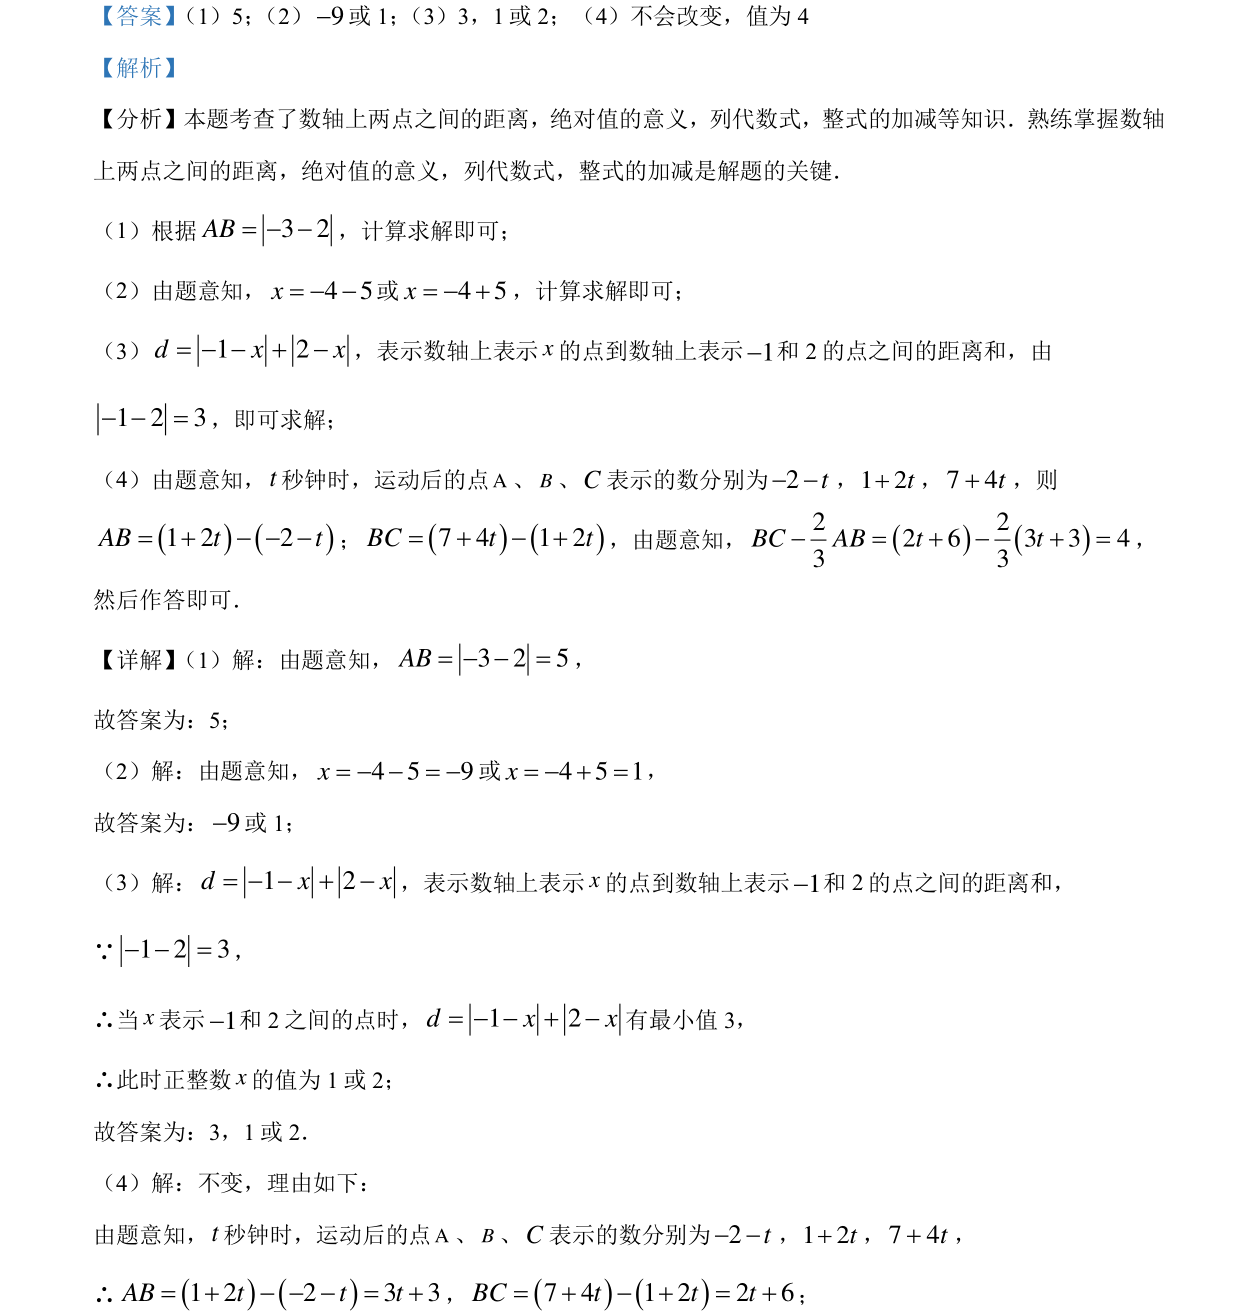 【答案】（1）5；（2）−9或 1；（3）3，1 或 2；（4）不会改变，值为 4
【解析】
【分析】本题考查了数轴上两点之间的距离，绝对值的意义，列代数式，整式的加减等知识．熟练掌握数轴
上两点之间的距离，绝对值的意义，列代数式，整式的加减是解题的关键．
（1）根据 AB = |−3 − 2|，计算求解即可；
（2）由题意知， x = −4 − 5或 x = −4 + 5，计算求解即可；
（3） d = |−1 − x| + |2 − x|，表示数轴上表示 x 的点到数轴上表示 −1和 2 的点之间的距离和，由
|−1 − 2| = 3，即可求解；
（4）由题意知， t 秒钟时，运动后的点 A 、 B 、 C 表示的数分别为 −2 − t ，1 + 2t ， 7 + 4t ，则
AB = (1 + 2t) − (−2 − t)； BC = (7 + 4t) − (1 + 2t)，由题意知， BC − 2/3 AB = (2t + 6) − 2/3 (3t + 3) = 4，
然后作答即可．
【详解】（1）解：由题意知， AB = |−3 − 2| = 5，
故答案为：5；
（2）解：由题意知， x = −4 − 5 = −9或 x = −4 + 5 = 1，
故答案为： −9或 1；
（3）解： d = |−1 − x| + |2 − x|，表示数轴上表示 x 的点到数轴上表示 −1和 2 的点之间的距离和，
∵ |−1 − 2| = 3，
∴当 x 表示 −1和 2 之间的点时， d = |−1 − x| + |2 − x| 有最小值 3，
∴此时正整数 x 的值为 1 或 2；
故答案为：3，1 或 2．
（4）解：不变，理由如下：
由题意知， t 秒钟时，运动后的点 A 、 B 、 C 表示的数分别为 −2 − t ，1 + 2t ， 7 + 4t ，
∴ AB = (1 + 2t) − (−2 − t) = 3t + 3， BC = (7 + 4t) − (1 + 2t) = 2t + 6；